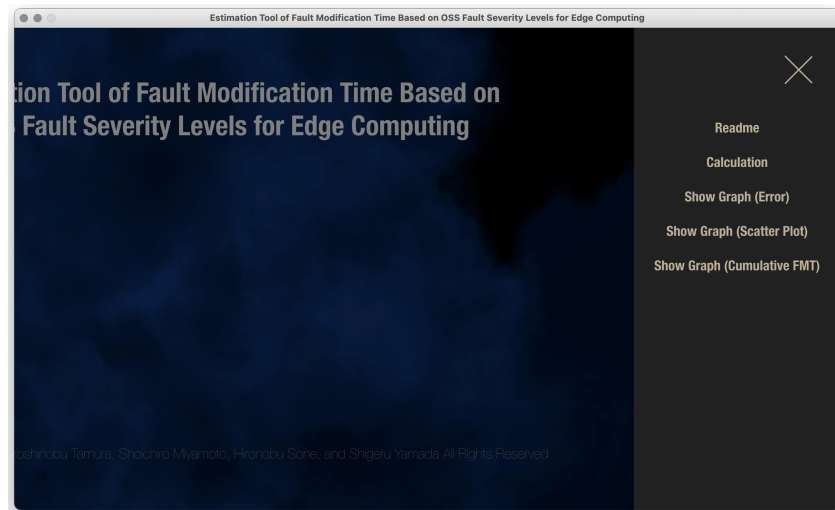 Estimation Tool of Fault Modification Time Based on OSS Fault Severity Levels for Edge Computing
tion Tool of Fault Modification Time Based on
Fault Severity Levels for Edge Computing
Readme
Calculation
Show Graph (Error)
Show Graph (Scatter Plot)
Show Graph (Cumulative FMT)
Yoshinobu Tamura, Shoichiro Miyamoto, Hironobu Sone, and Shigeru Yamada All Rights Reserved